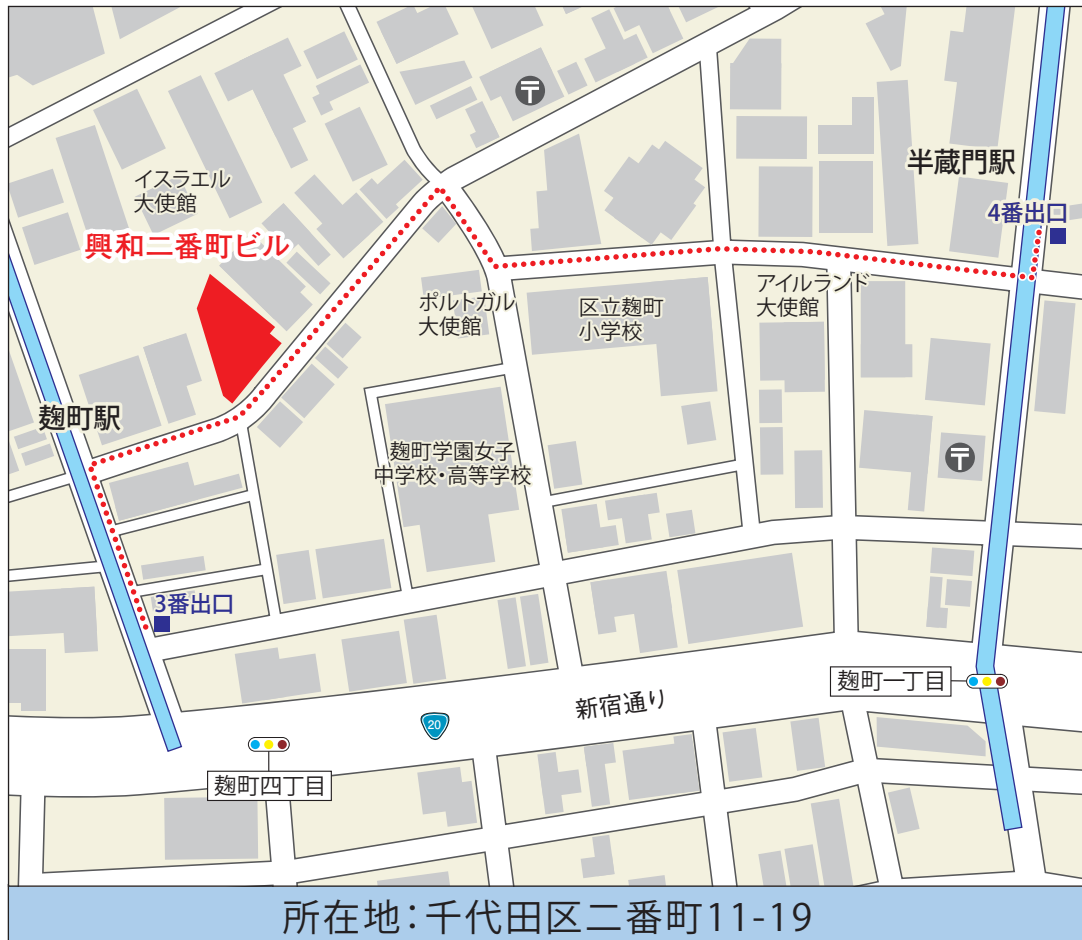 〒
半蔵門駅
イスラエル
大使館
4番出口
興和二番町ビル
アイルランド
大使館
ポルトガル
大使館
区立麹町
小学校
麹町駅
麹町学園女子
中学校・高等学校
〒
3番出口
麹町一丁目
新宿通り
20
麹町四丁目
所在地：千代田区二番町11-19